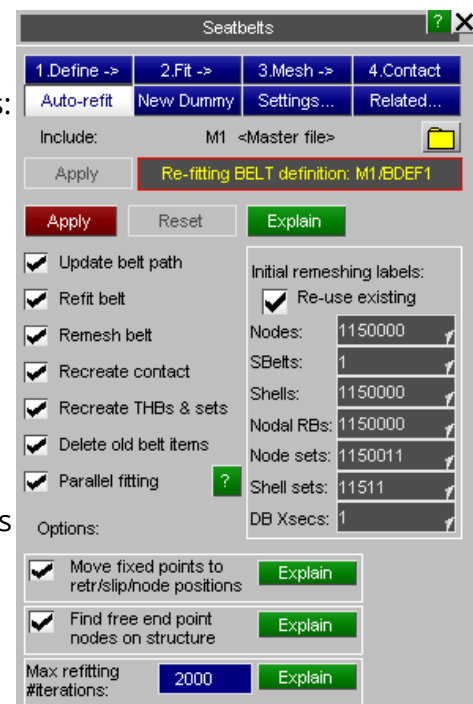 Seatbelts ? X
1.Define -> 2.Fit -> 3.Mesh -> 4.Contact
s:
Auto-refit New Dummy Settings... Related...
Include: M1 <Master file>
Apply Re-fitting BELT definition: M1/BDEF1
Apply Reset Explain
Update belt path
Refit belt
Remesh belt
Recreate contact
Recreate THBs & sets
Delete old belt items
Parallel fitting ?
Initial remeshing labels:
Re-use existing
Nodes: 1150000
SBelts: 1
Shells: 1150000
Nodal RBs: 1150000
Node sets: 1150011
Shell sets: 11511
DB Xsecs: 1
s
Options:
Move fixed points to
retr/slip/node positions
Explain
Find free end point
nodes on structure
Explain
Max refitting
#iterations:
2000
Explain